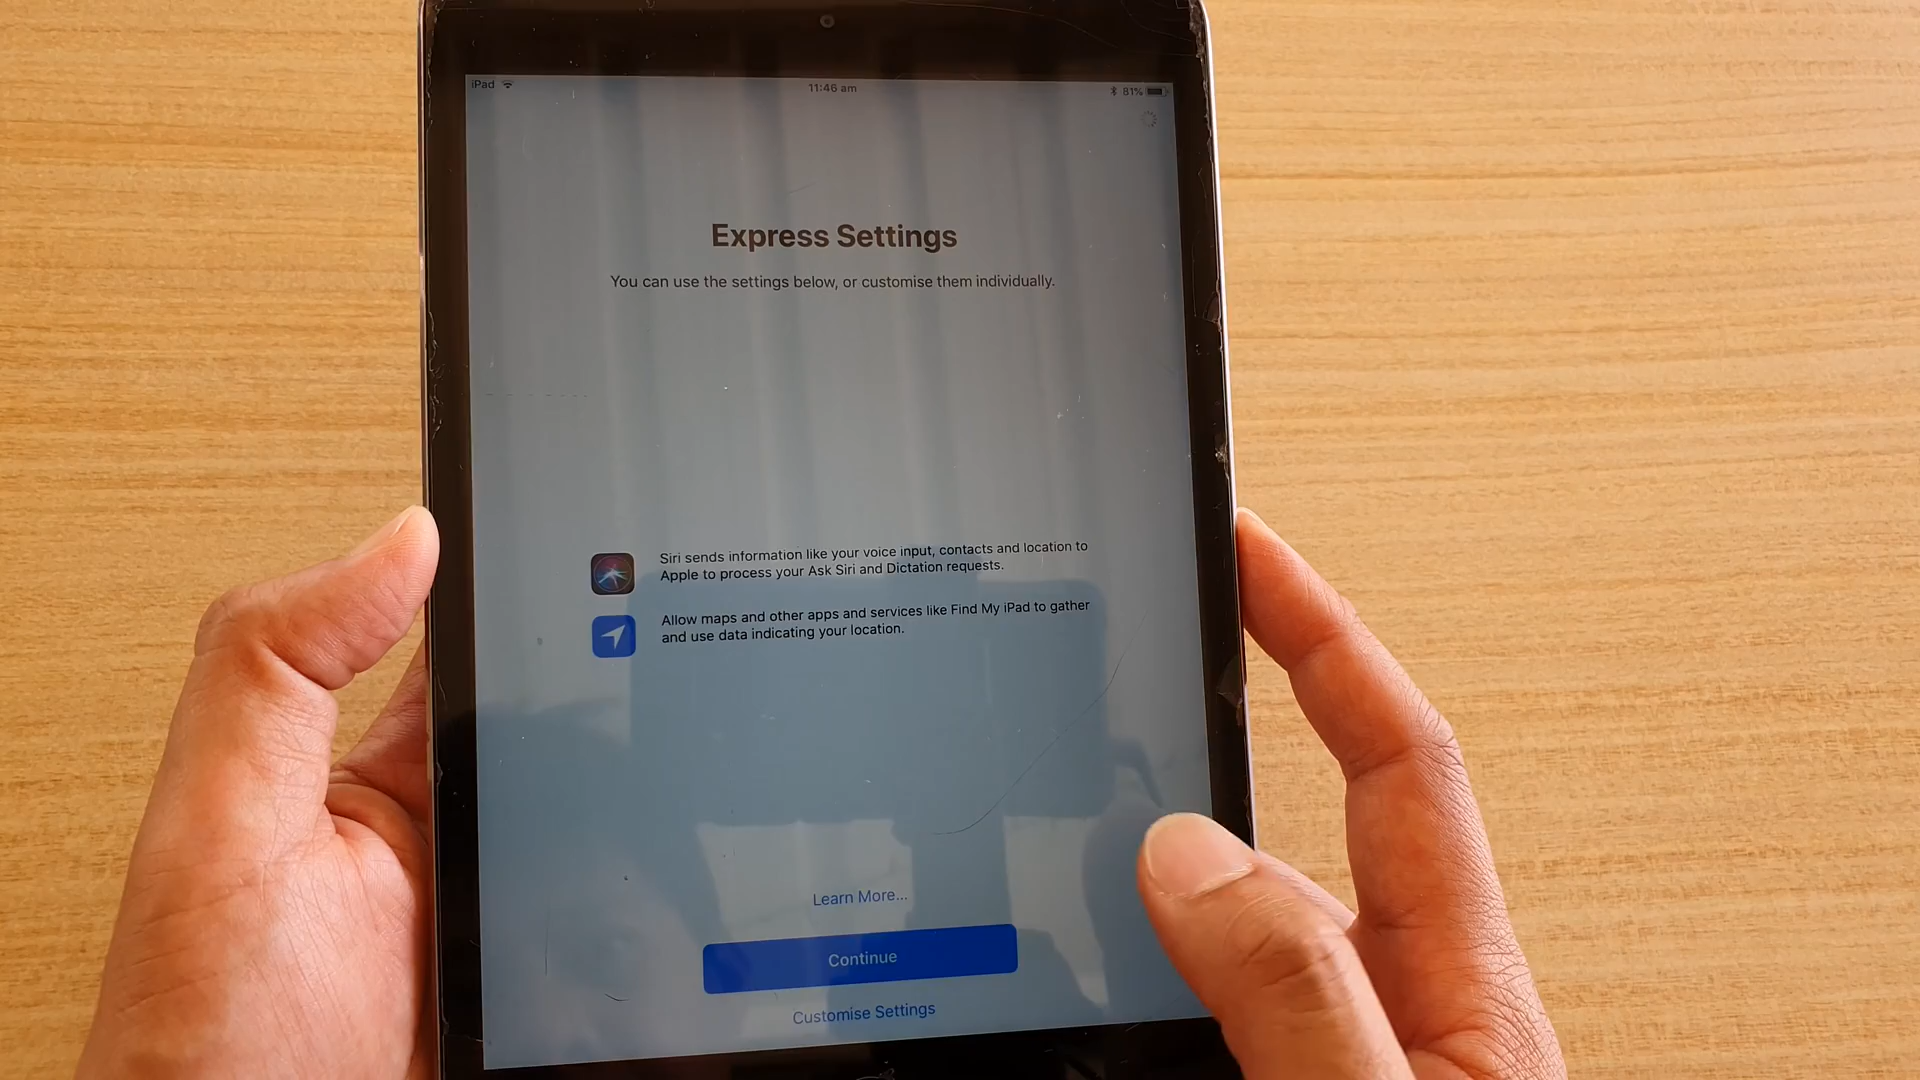 iPad
11:46 am
81%
Express Settings
You can use the settings below, or customise them individually.
Siri sends information like your voice input, contacts and location to
Apple to process your Ask Siri and Dictation requests.
Allow maps and other apps and services like Find My iPad to gather
and use data indicating your location.
Learn More...
Continue
Customise Settings